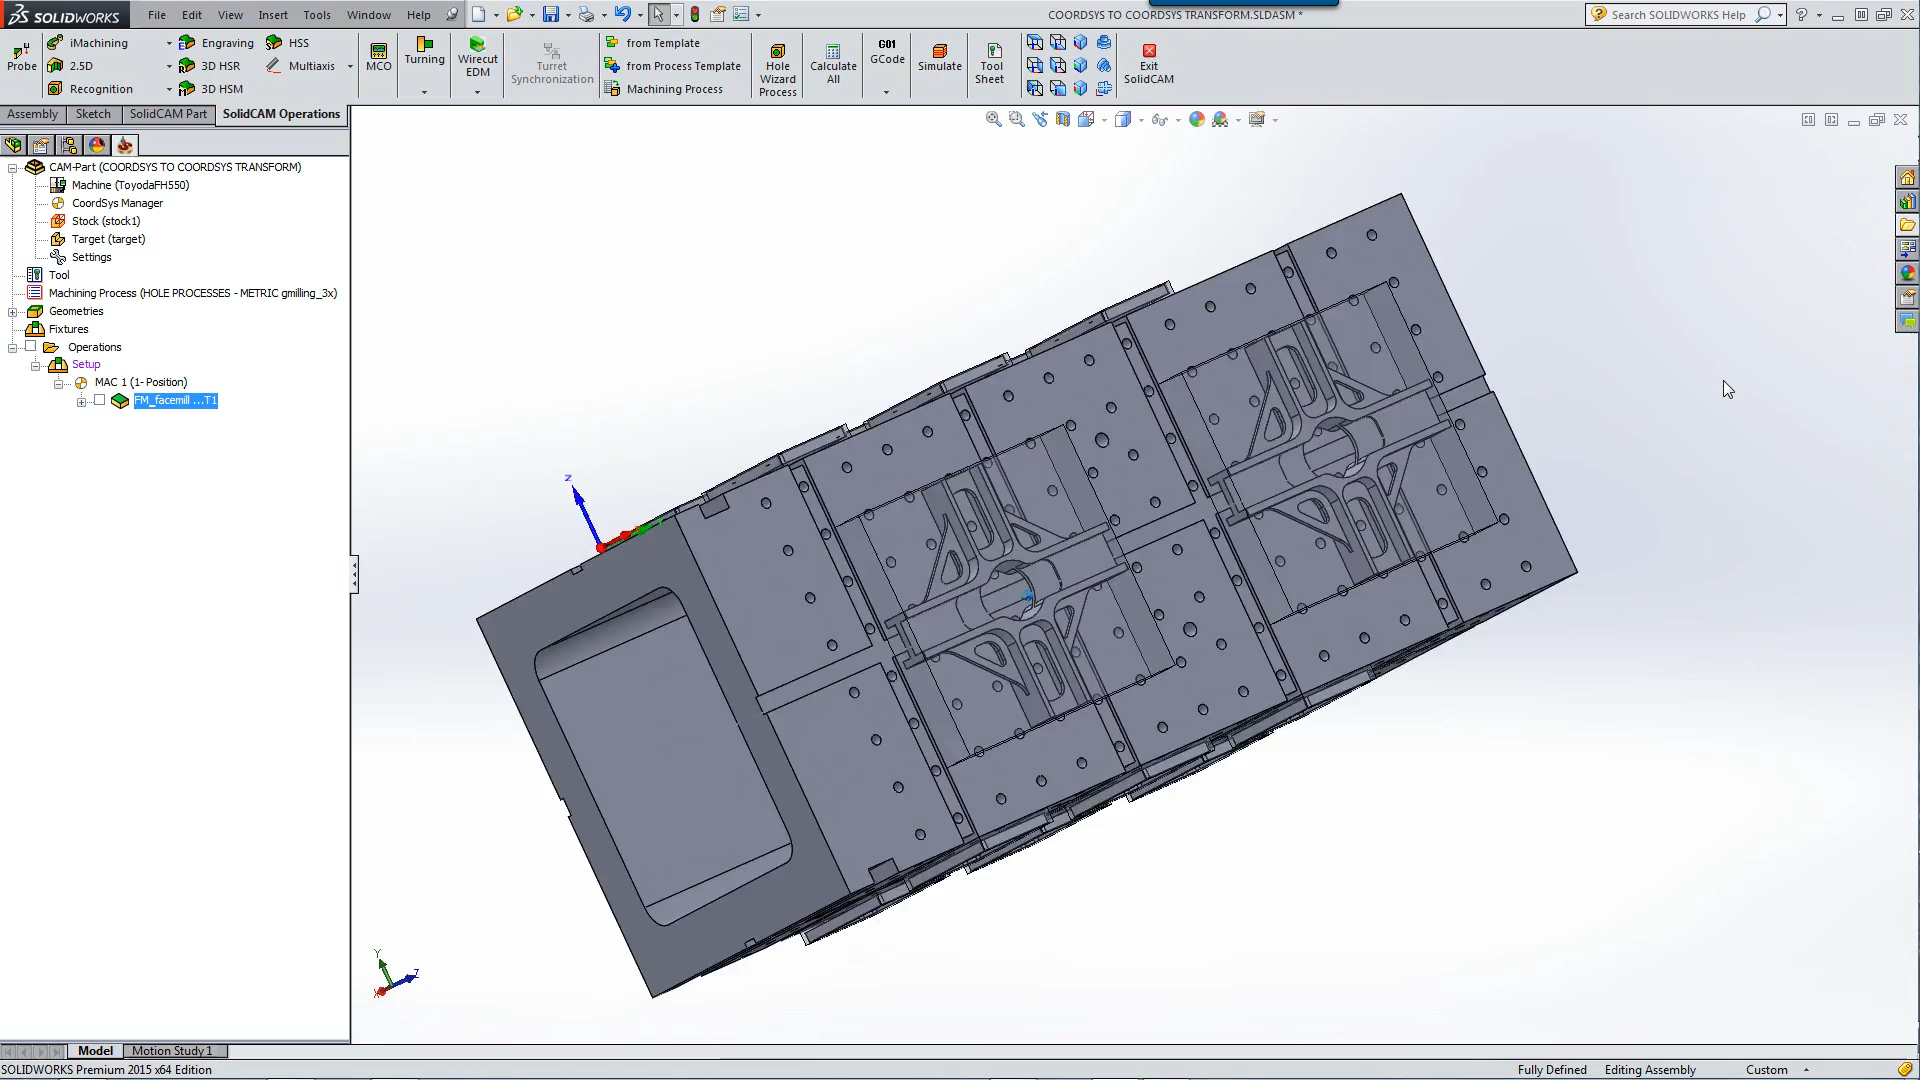 SOLIDWORKS File Edit View Insert Tools Window Help COORDSYS TO COORDSYS TRANSFORM.SLDASM * Search SOLIDWORKS Help
Probe
iMachining
2.5D
Recognition
Engraving
3D HSR
3D HSM
HSS
Multiaxis
MCO
Turning
Wirecut
EDM
Turret
Synchronization
from Template
from Process Template
Machining Process
Hole
Wizard
Process
Calculate
All
G01
GCode
Simulate
Tool
Sheet
Exit
SolidCAM
Assembly Sketch SolidCAM Part SolidCAM Operations
CAM-Part (COORDSYS TO COORDSYS TRANSFORM)
Machine (ToyodaFH550)
CoordSys Manager
Stock (stock1)
Target (target)
Settings
Tool
Machining Process (HOLE PROCESSES - METRIC gmilling_3x)
Geometries
Fixtures
Operations
Setup
MAC 1 (1- Position)
FM_facemill ...T1
Z
Y
Z
X
Model Motion Study 1
SOLIDWORKS Premium 2015 x64 Edition Fully Defined Editing Assembly Custom